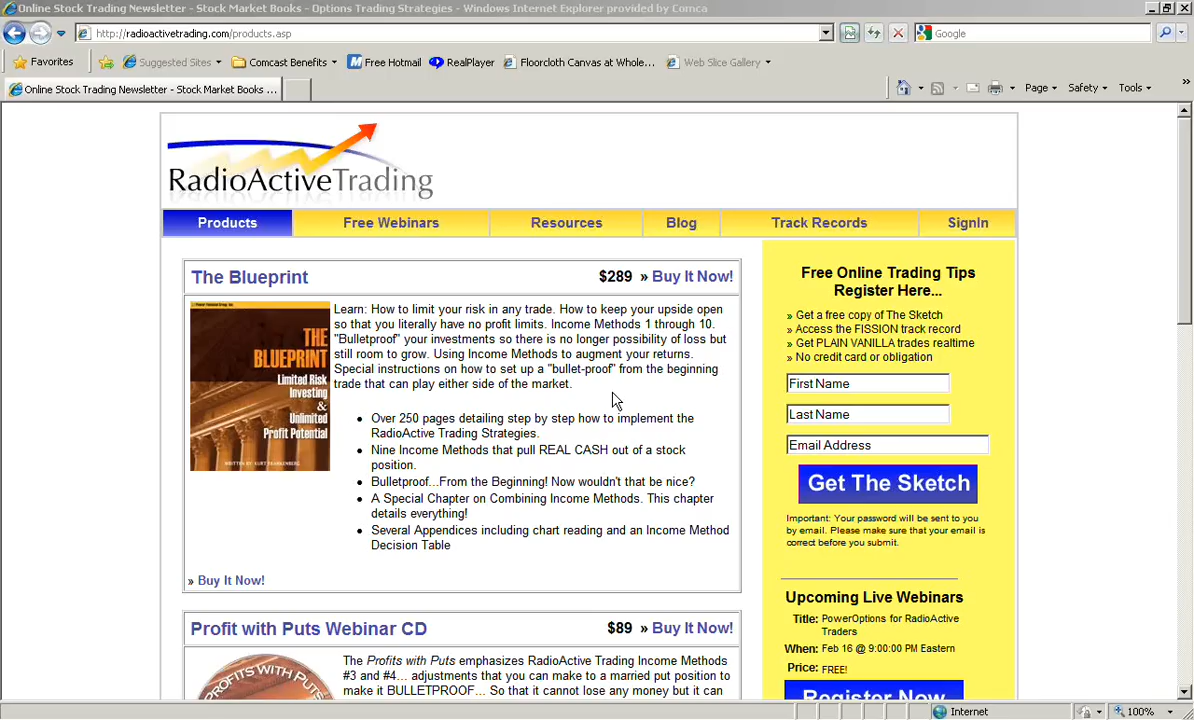 Online Stock Trading Newsletter - Stock Market Books - Options Trading Strategies - Windows Internet Explorer provided by Comca
http://radioactivetrading.com/products.asp
Google
Favorites
Suggested Sites
Comcast Benefits
Free Hotmail
RealPlayer
Floorcloth Canvas at Whole...
Web Slice Gallery
Online Stock Trading Newsletter - Stock Market Books ...
Page
Safety
Tools
RadioActiveTrading
Products
Free Webinars
Resources
Blog
Track Records
SignIn
The Blueprint
$289 » Buy It Now!
THE
BLUEPRINT
Limited Risk
Investing
&
Unlimited
Profit Potential
WRITTEN BY KURT FRANKENBERG
Learn: How to limit your risk in any trade. How to keep your upside open
so that you literally have no profit limits. Income Methods 1 through 10.
"Bulletproof" your investments so there is no longer possibility of loss but
still room to grow. Using Income Methods to augment your returns.
Special instructions on how to set up a "bullet-proof" from the beginning
trade that can play either side of the market.
• Over 250 pages detailing step by step how to implement the
RadioActive Trading Strategies.
• Nine Income Methods that pull REAL CASH out of a stock
position.
• Bulletproof...From the Beginning! Now wouldn't that be nice?
• A Special Chapter on Combining Income Methods. This chapter
details everything!
• Several Appendices including chart reading and an Income Method
Decision Table
» Buy It Now!
Profit with Puts Webinar CD
$89 » Buy It Now!
PROFITS WITH PUTS
The Profits with Puts emphasizes RadioActive Trading Income Methods
#3 and #4... adjustments that you can make to a married put position to
make it BULLETPROOF... So that it cannot lose any money but it can
Free Online Trading Tips
Register Here...
» Get a free copy of The Sketch
» Access the FISSION track record
» Get PLAIN VANILLA trades realtime
» No credit card or obligation
First Name
Last Name
Email Address
Get The Sketch
Important: Your password will be sent to you
by email. Please make sure that your email is
correct before you submit.
Upcoming Live Webinars
Title: PowerOptions for RadioActive
Traders
When: Feb 16 @ 9:00:00 PM Eastern
Price: FREE!
Register Now
Internet
100%